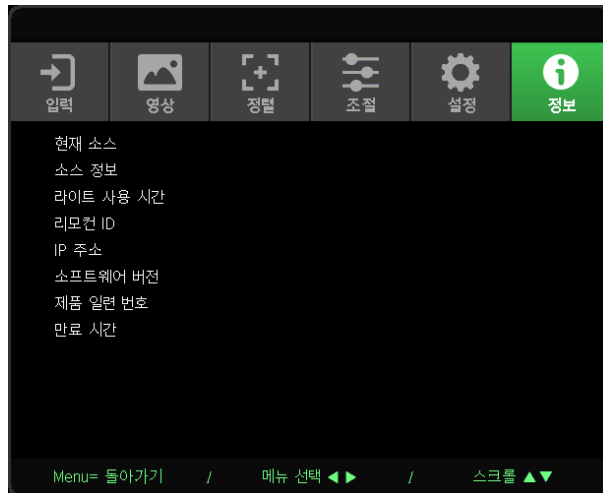 입력 영상 정렬 조절 설정 정보
현재 소스
소스 정보
라이트 사용 시간
리모컨 ID
IP 주소
소프트웨어 버전
제품 일련 번호
만료 시간
Menu= 돌아가기 / 메뉴 선택 ◀ ▶ / 스크롤 ▲▼